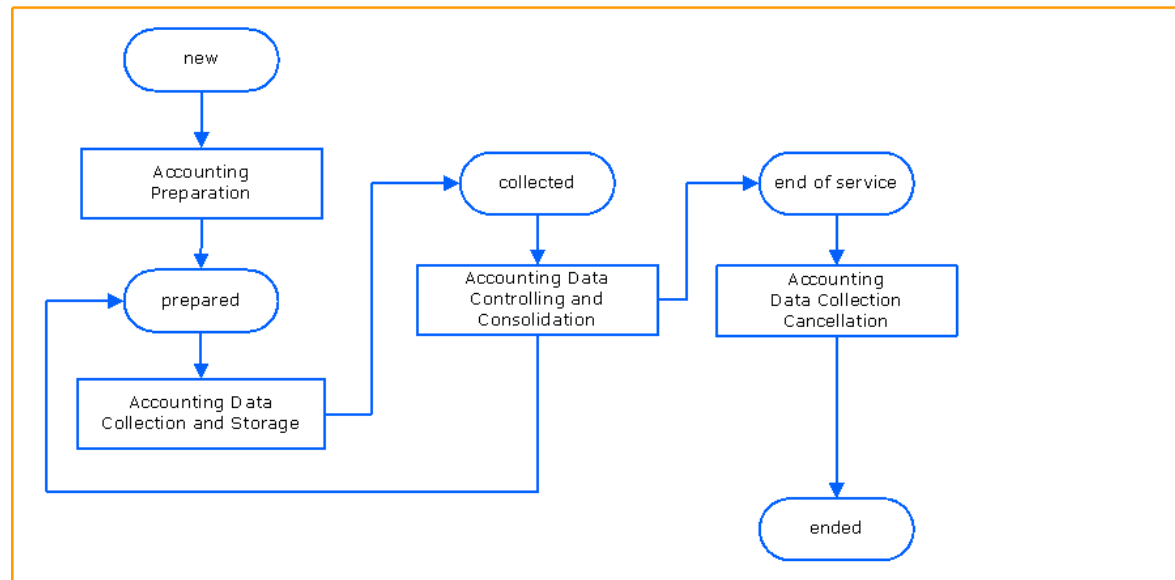 new
Accounting
Preparation
prepared
Accounting Data
Collection and Storage
collected
Accounting Data
Controlling and
Consolidation
end of service
Accounting
Data Collection
Cancellation
ended